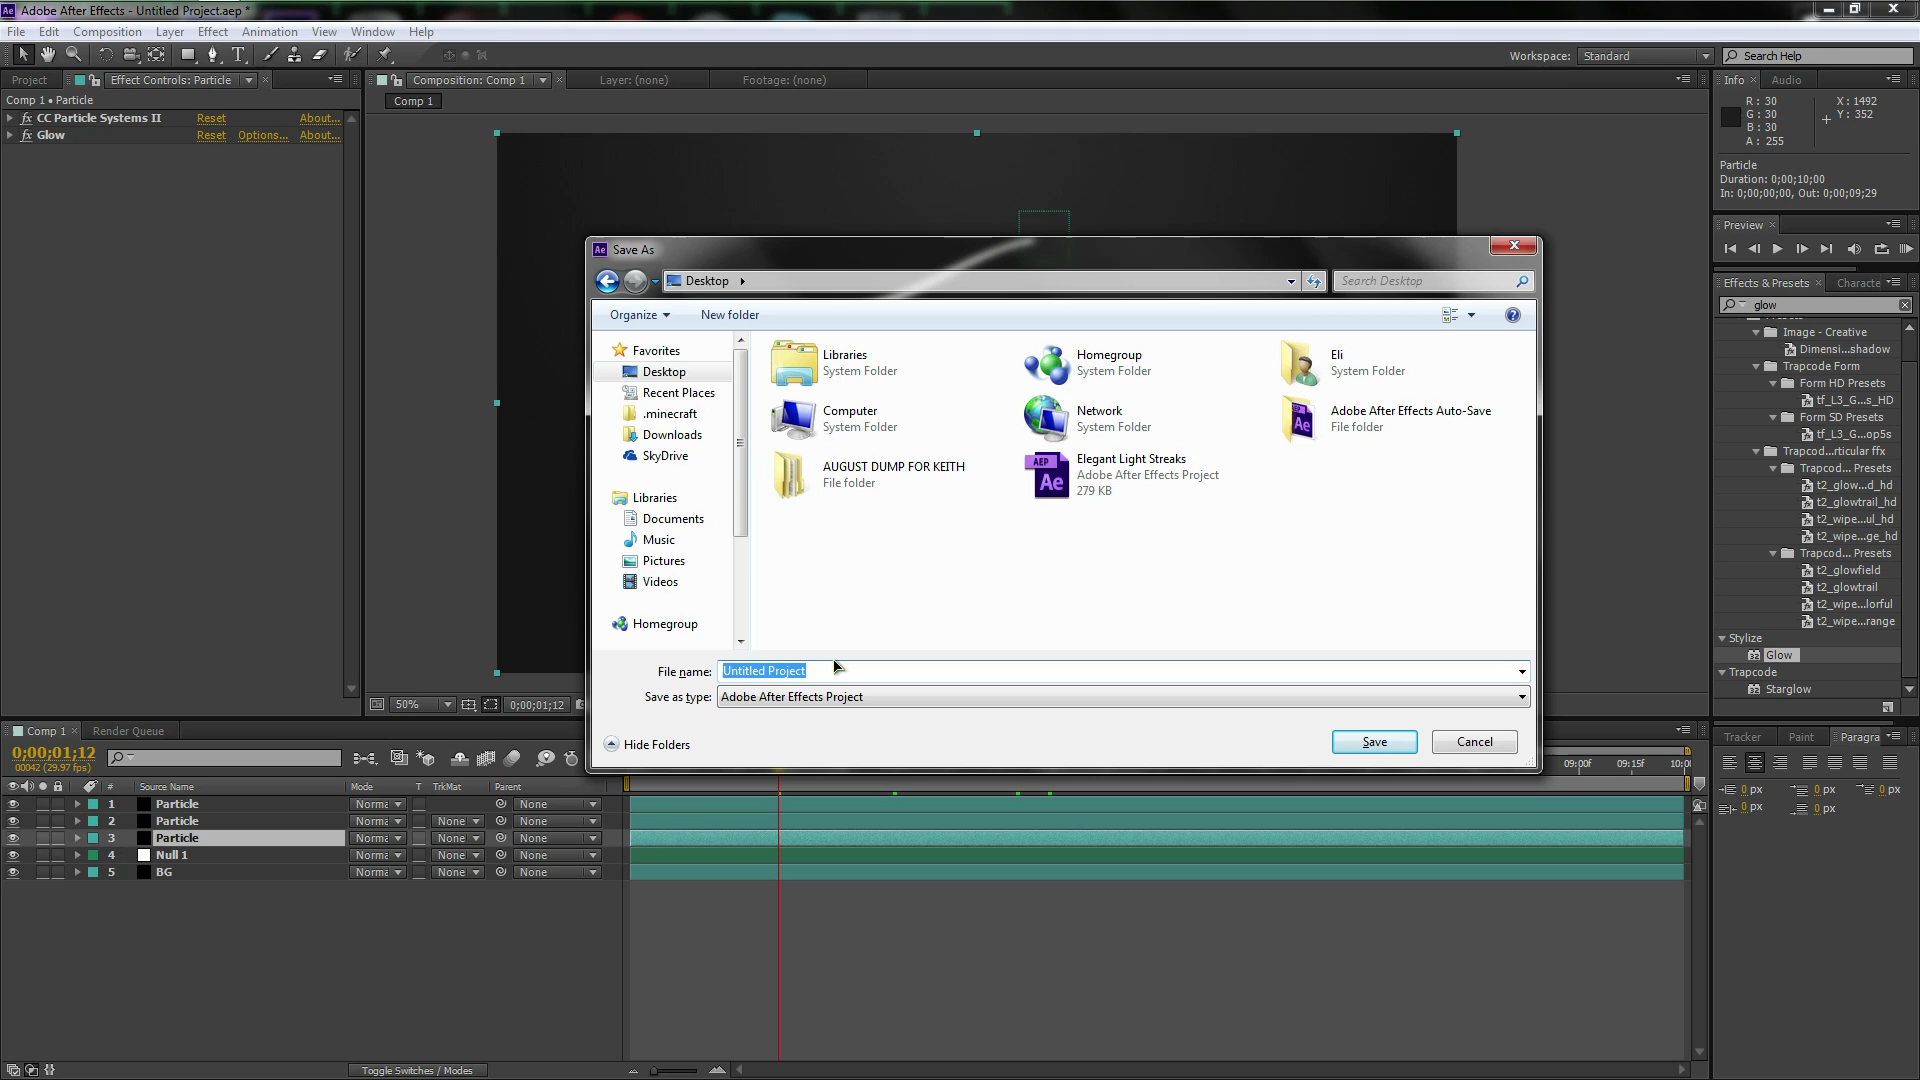 Adobe After Effects - Untitled Project.aep *
File Edit Composition Layer Effect Animation View Window Help
Workspace: Standard Search Help
Project Effect Controls: Particle Composition: Comp 1 Layer: (none) Footage: (none) Info Audio
Comp 1 • Particle
Comp 1
CC Particle Systems II Reset About...
Glow Reset Options... About...
R: 30 X: 1492
G: 30 Y: 352
B: 30
A: 255
Particle
Duration: 0;00;10;00
In: 0;00;00;00, Out: 0;00;09;29
Preview
Effects & Presets Characte
glow
Image - Creative
Dimensi...shadow
Trapcode Form
Form HD Presets
tf_L3_G...s_HD
Form SD Presets
tf_L3_G...op5s
Trapcod...rticular ffx
Trapcod... Presets
t2_glow...d_hd
t2_glowtrail_hd
t2_wipe...ul_hd
t2_wipe...ge_hd
Trapcod... Presets
t2_glowfield
t2_glowtrail
t2_wipe...lorful
t2_wipe...range
Stylize
Glow
Trapcode
Starglow
Save As
Desktop
Search Desktop
Organize New folder
Favorites
Desktop
Recent Places
.minecraft
Downloads
SkyDrive
Libraries
Documents
Music
Pictures
Videos
Homegroup
Libraries
System Folder
Homegroup
System Folder
Eli
System Folder
Computer
System Folder
Network
System Folder
Adobe After Effects Auto-Save
File folder
AUGUST DUMP FOR KEITH
File folder
AEP
Ae
Elegant Light Streaks
Adobe After Effects Project
279 KB
File name: Untitled Project
Save as type: Adobe After Effects Project
Hide Folders Save Cancel
50% 0;00;01;12
Comp 1 Render Queue
0;00;01;12
00042 (29.97 fps)
09:00f 09:15f 10:0
# Source Name Mode T TrkMat Parent
1 Particle Norma None
2 Particle Norma None None
3 Particle Norma None None
4 Null 1 Norma None None
5 BG Norma None None
Toggle Switches / Modes
Tracker Paint Paragra
0 px 0 px 0 px
0 px 0 px